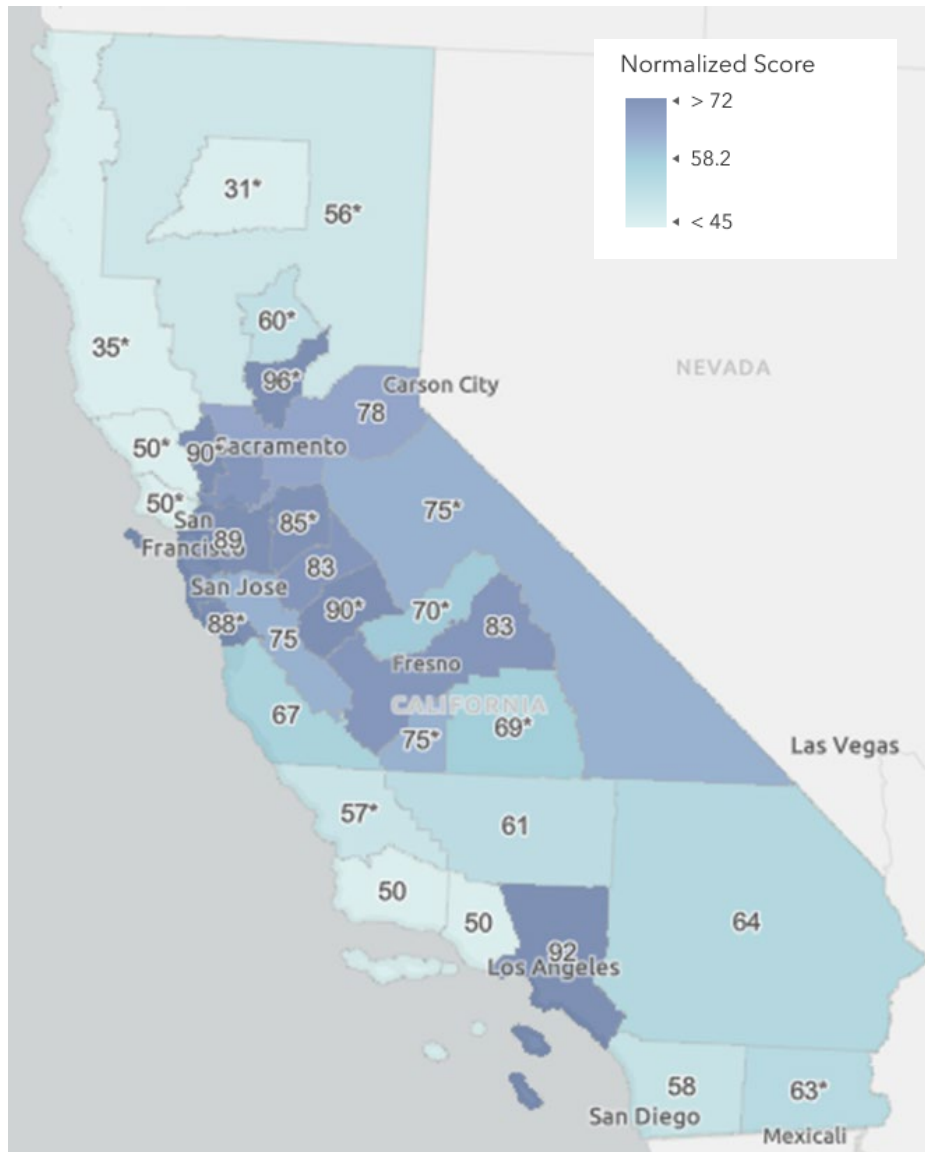 Normalized Score
> 72
58.2
< 45
31*
56*
60*
35*
NEVADA
96*
Carson City
78
50*
90*
Sacramento
75*
50*
San
Francisco
89
85*
83
San Jose
90*
70*
88*
75
83
Fresno
CALIFORNIA
67
75*
69*
Las Vegas
57*
61
50
50
64
92
Los Angeles
58
63*
San Diego
Mexicali